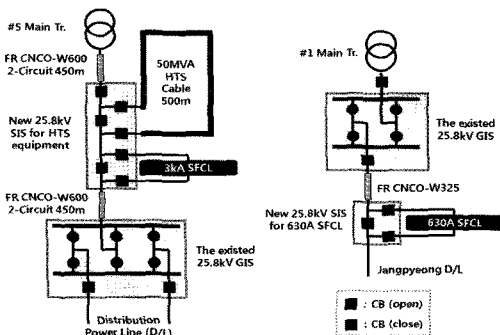 #5 Main Tr.
FR CNCO-W600
2-Circuit 450m
50MVA
HTS
Cable
500m
New 25.8kV
SIS for HTS
equipment
3kA SFCL
FR CNCO-W600
2-Circuit 450m
The existed
25.8kV GIS
Distribution
Power Line (D/L)
#1 Main Tr.
The existed
25.8kV GIS
FR CNCO-W325
New 25.8kV SIS
for 630A SFCL
630A SFCL
Jangpyeong D/L
: CB (open)
: CB (close)